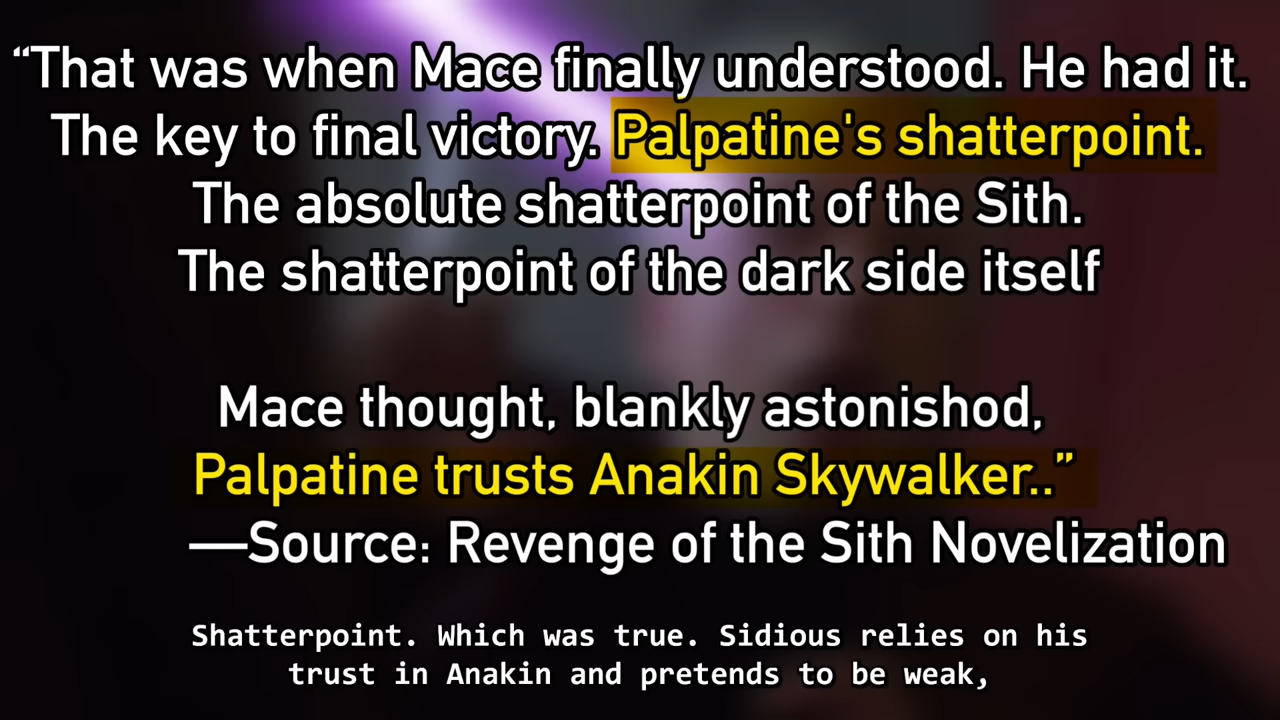 “That was when Mace finally understood. He had it.
The key to final victory. Palpatine's shatterpoint.
The absolute shatterpoint of the Sith.
The shatterpoint of the dark side itself
Mace thought, blankly astonishod,
Palpatine trusts Anakin Skywalker..”
—Source: Revenge of the Sith Novelization
Shatterpoint. Which was true. Sidious relies on his
trust in Anakin and pretends to be weak,